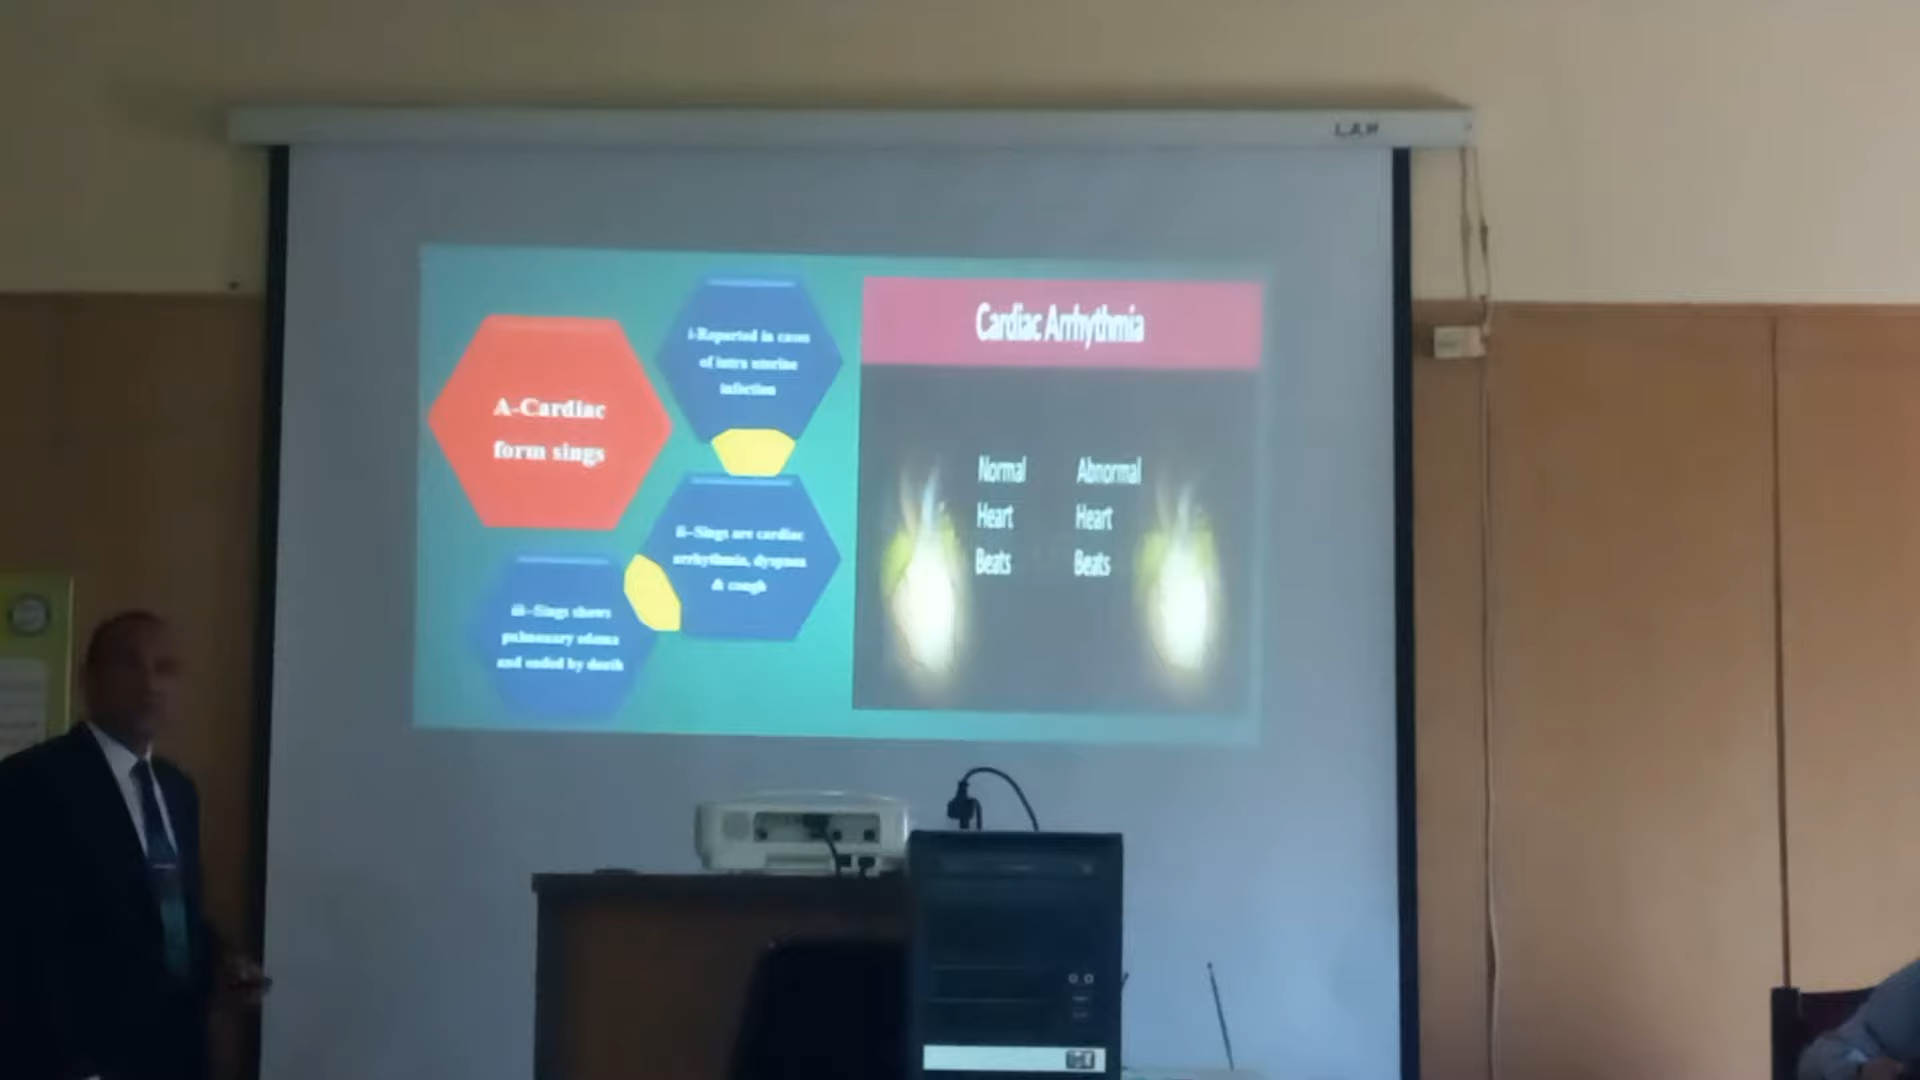 L.A.H
A-Cardiac
form sings
i-Reported in cases
of intra uterine
infection
ii-Sings are cardiac
arrhythmia, dyspnea
& cough
iii-Sings shows
pulmonary edema
and ended by death
Cardiac Arrhythmia
Normal
Heart
Beats
Abnormal
Heart
Beats